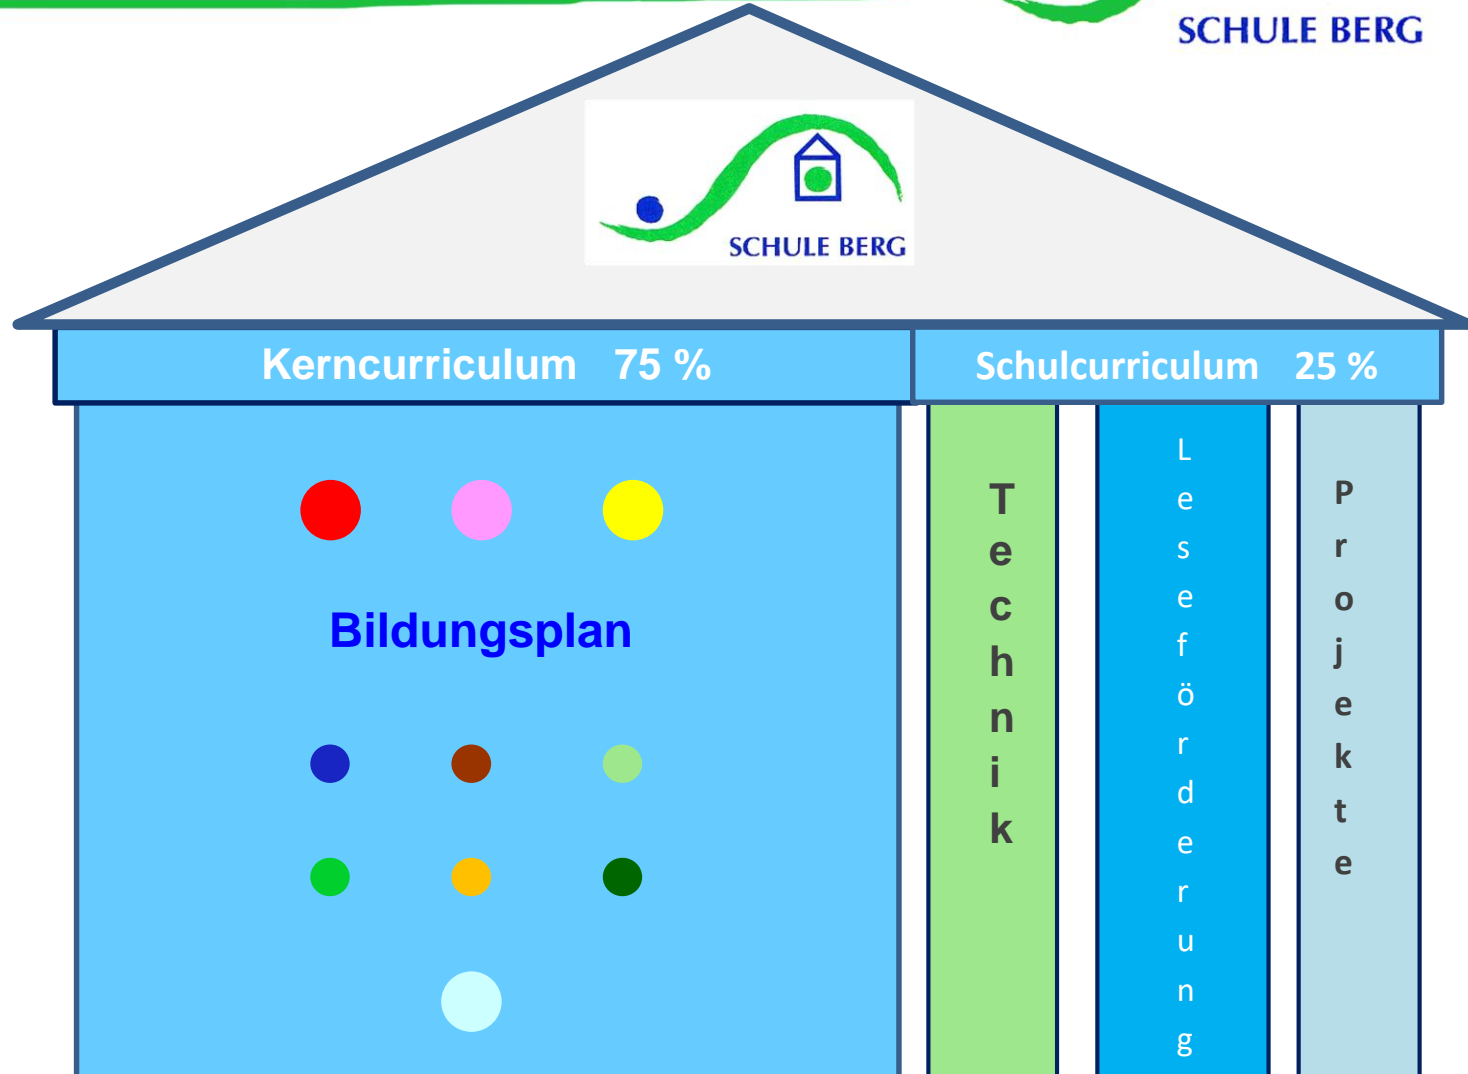 SCHULE BERG
SCHULE BERG
Kerncurriculum 75 %
Schulcurriculum 25 %
Bildungsplan
Technik
Leseförderung
Projekte